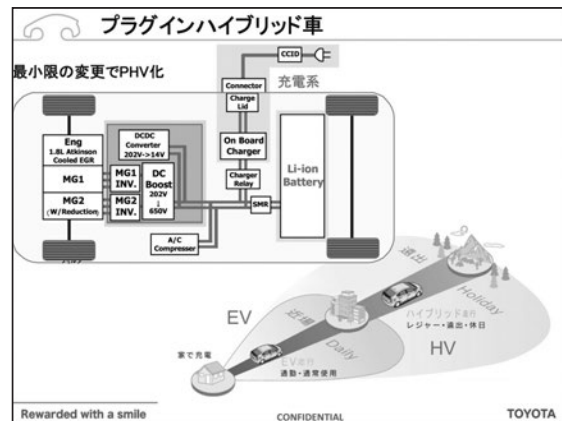 プラグインハイブリッド車
最小限の変更でPHV化
CCID
Connector
充電系
Charge
Lid
Eng
1.8L Atkinson
Cooled EGR
DCDC
Converter
202V->14V
On Board
Charger
Li-ion
Battery
MG1
MG1
INV.
DC
Boost
202V
↓
650V
Charger
Relay
MG2
(W/Reduction)
MG2
INV.
SMR
A/C
Compresser
遠出
Holiday
EV
近場
Daily
ハイブリッド走行
レジャー・遠出・休日
HV
家で充電
EV走行
通勤・通常使用
Rewarded with a smile
CONFIDENTIAL
TOYOTA